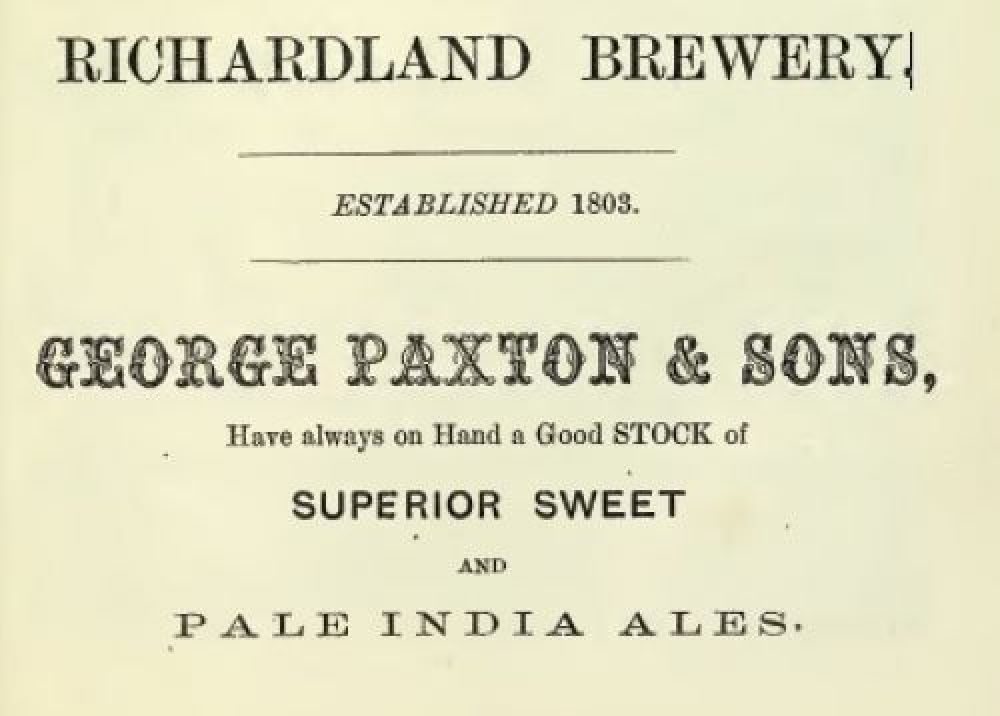 RICHARDLAND BREWERY.
ESTABLISHED 1803.
GEORGE PAXTON & SONS,
Have always on Hand a Good STOCK of
SUPERIOR SWEET
AND
PALE INDIA ALES.